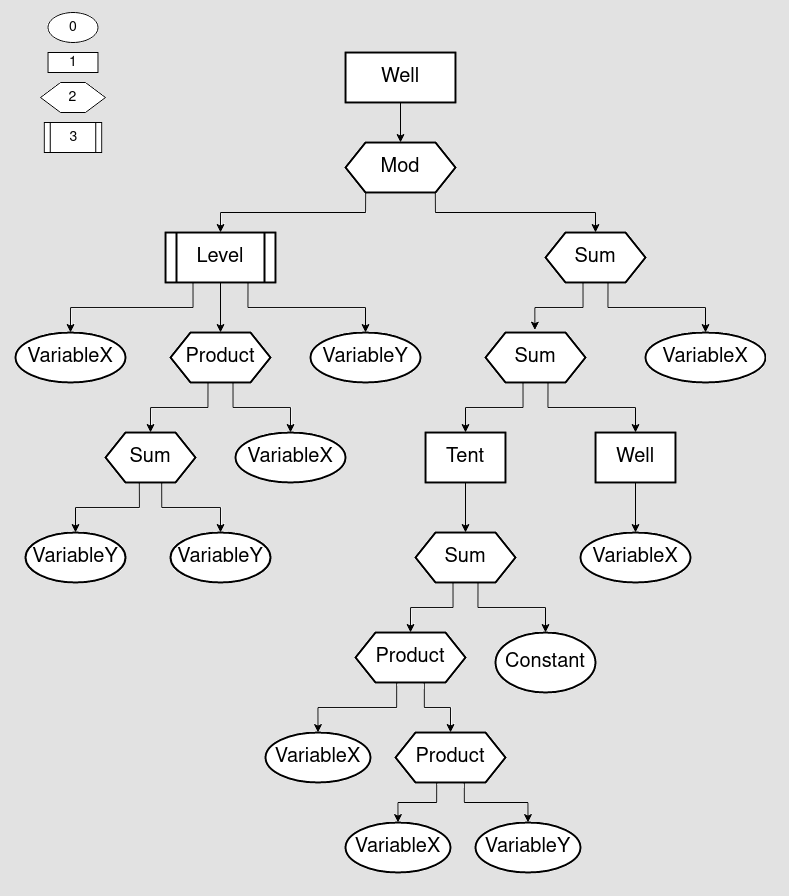 0
1
2
3
Well
Mod
Level
Sum
VariableX
Product
VariableY
Sum
VariableX
Sum
VariableX
Tent
Well
VariableY
VariableY
Sum
VariableX
Product
Constant
VariableX
Product
VariableX
VariableY